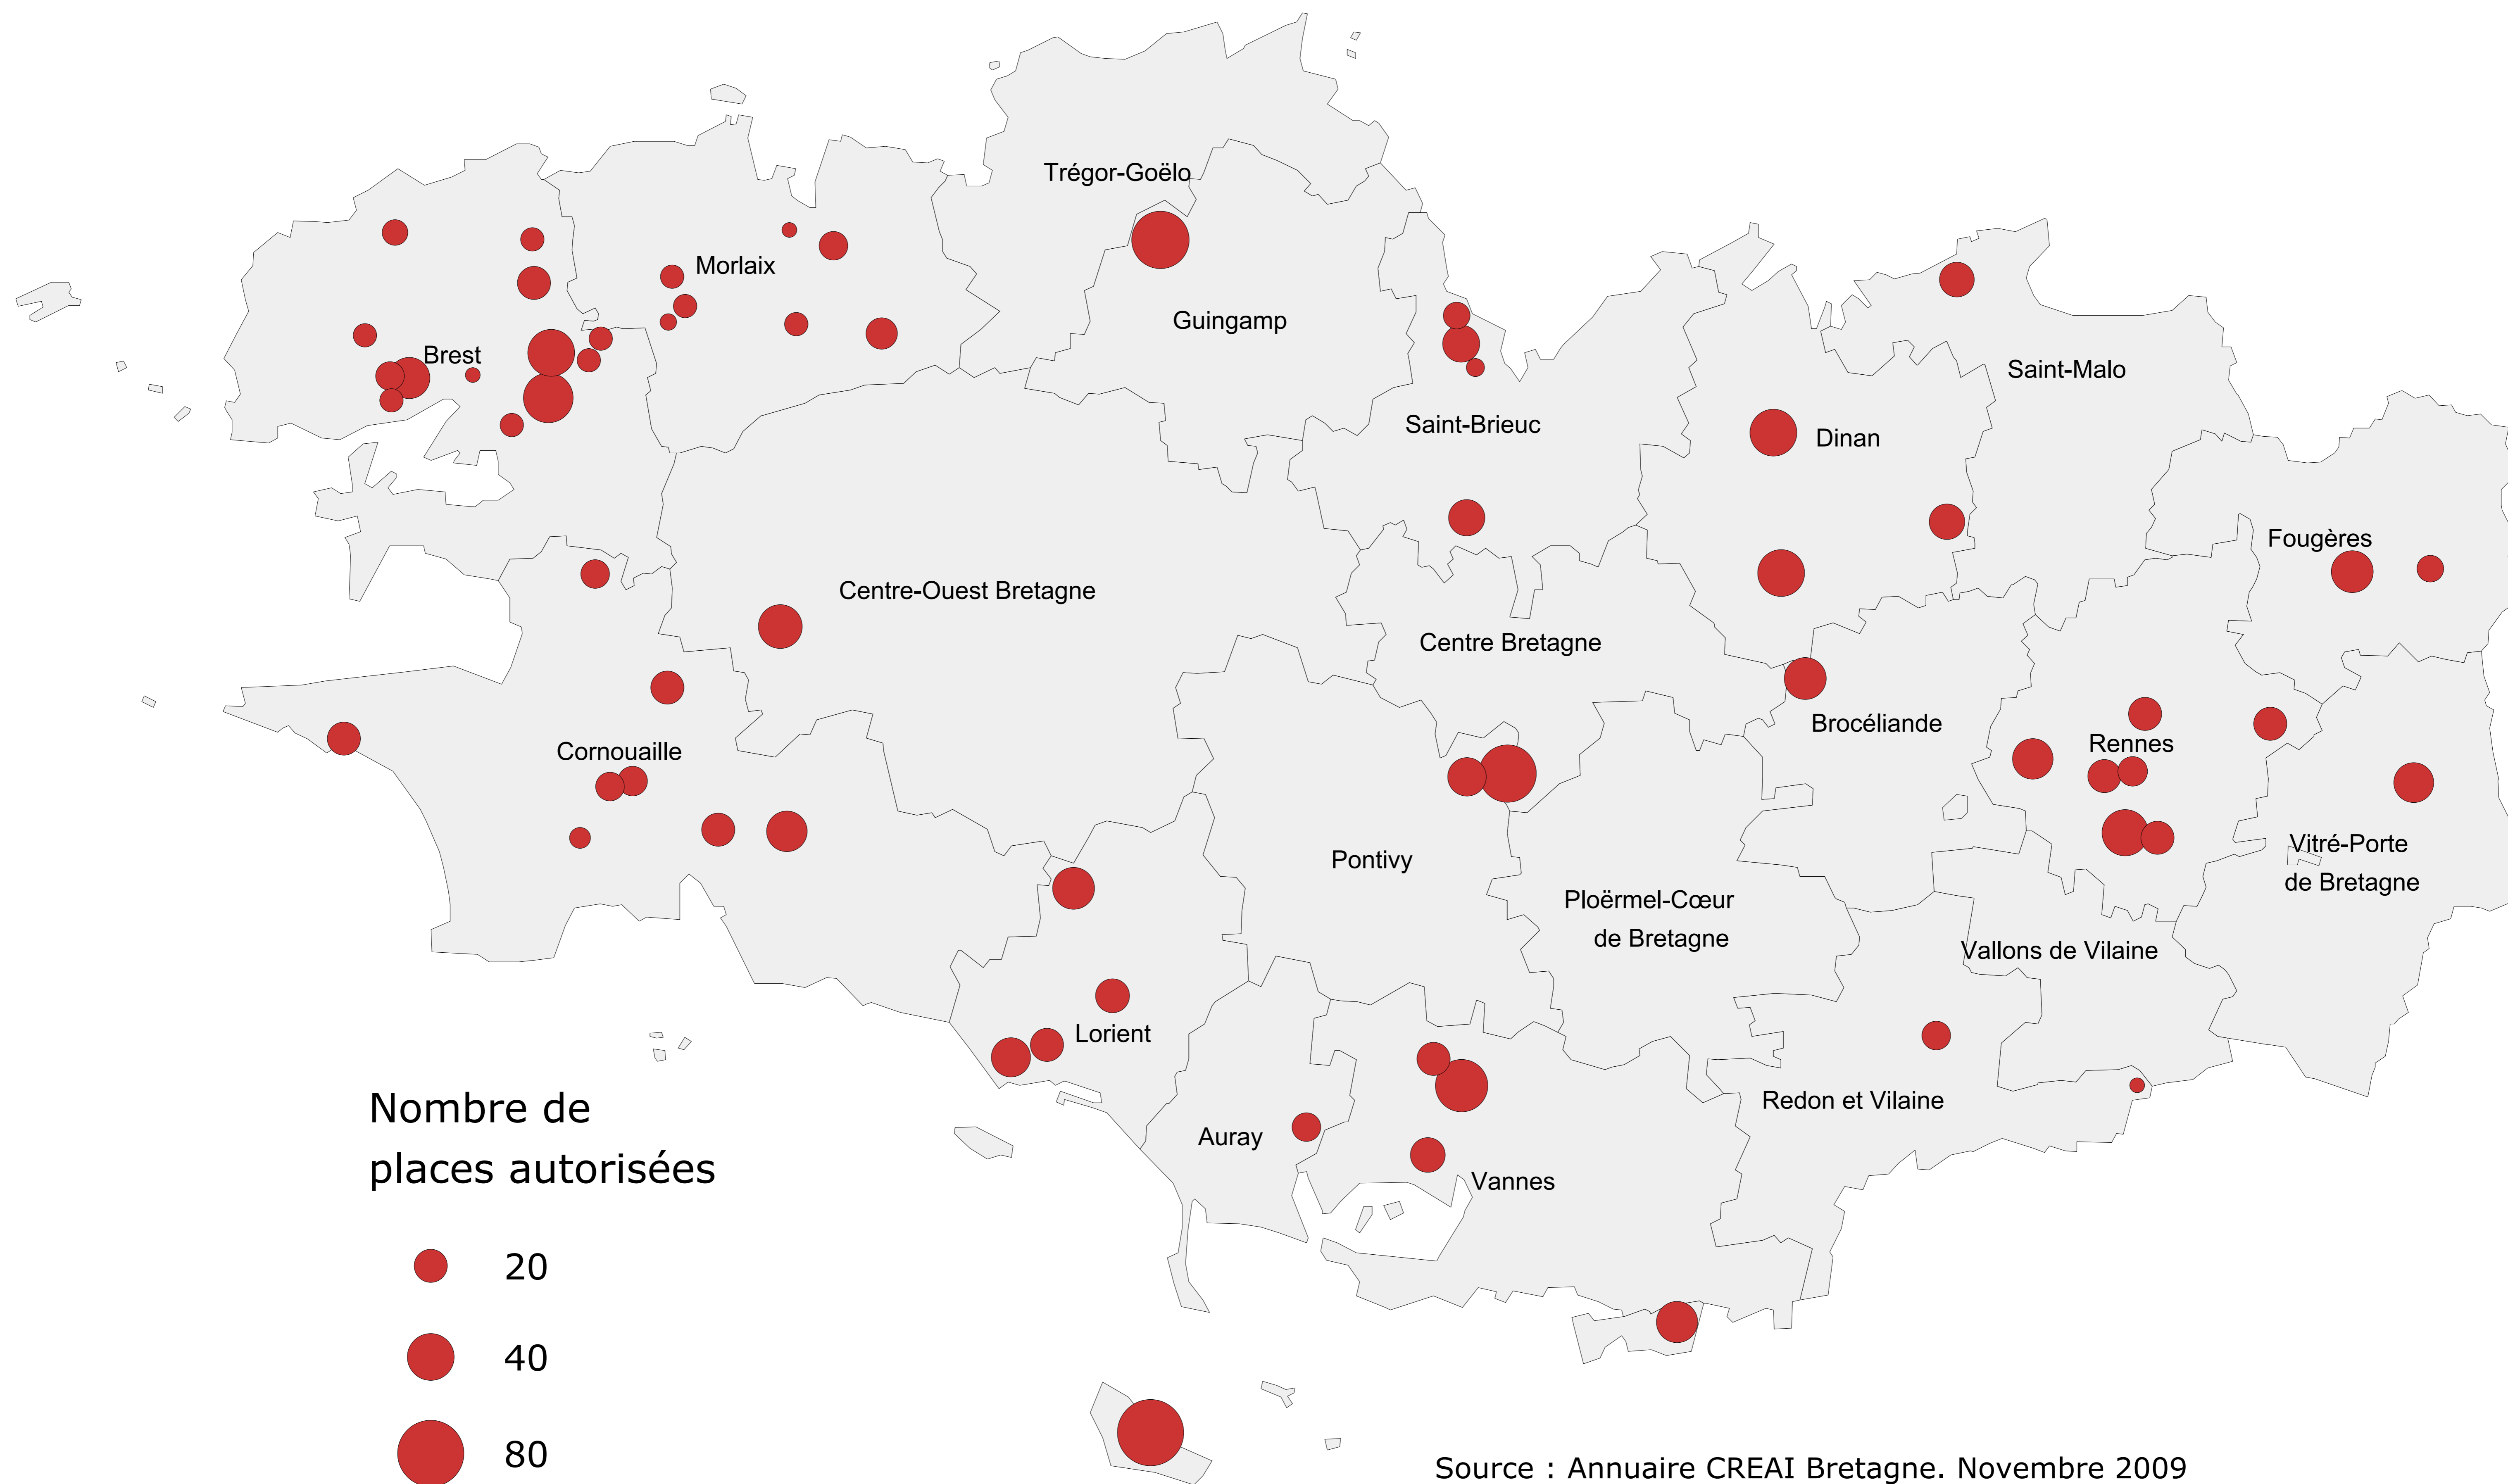 Trégor-Goëlo
Morlaix
Guingamp
Brest
Saint-Malo
Saint-Brieuc
Dinan
Fougères
Centre-Ouest Bretagne
Centre Bretagne
Brocéliande
Rennes
Cornouaille
Vitré-Porte
de Bretagne
Pontivy
Ploërmel-Cœur
de Bretagne
Vallons de Vilaine
Lorient
Redon et Vilaine
Auray
Vannes
Nombre de
places autorisées
20
40
80
Source : Annuaire CREAI Bretagne. Novembre 2009